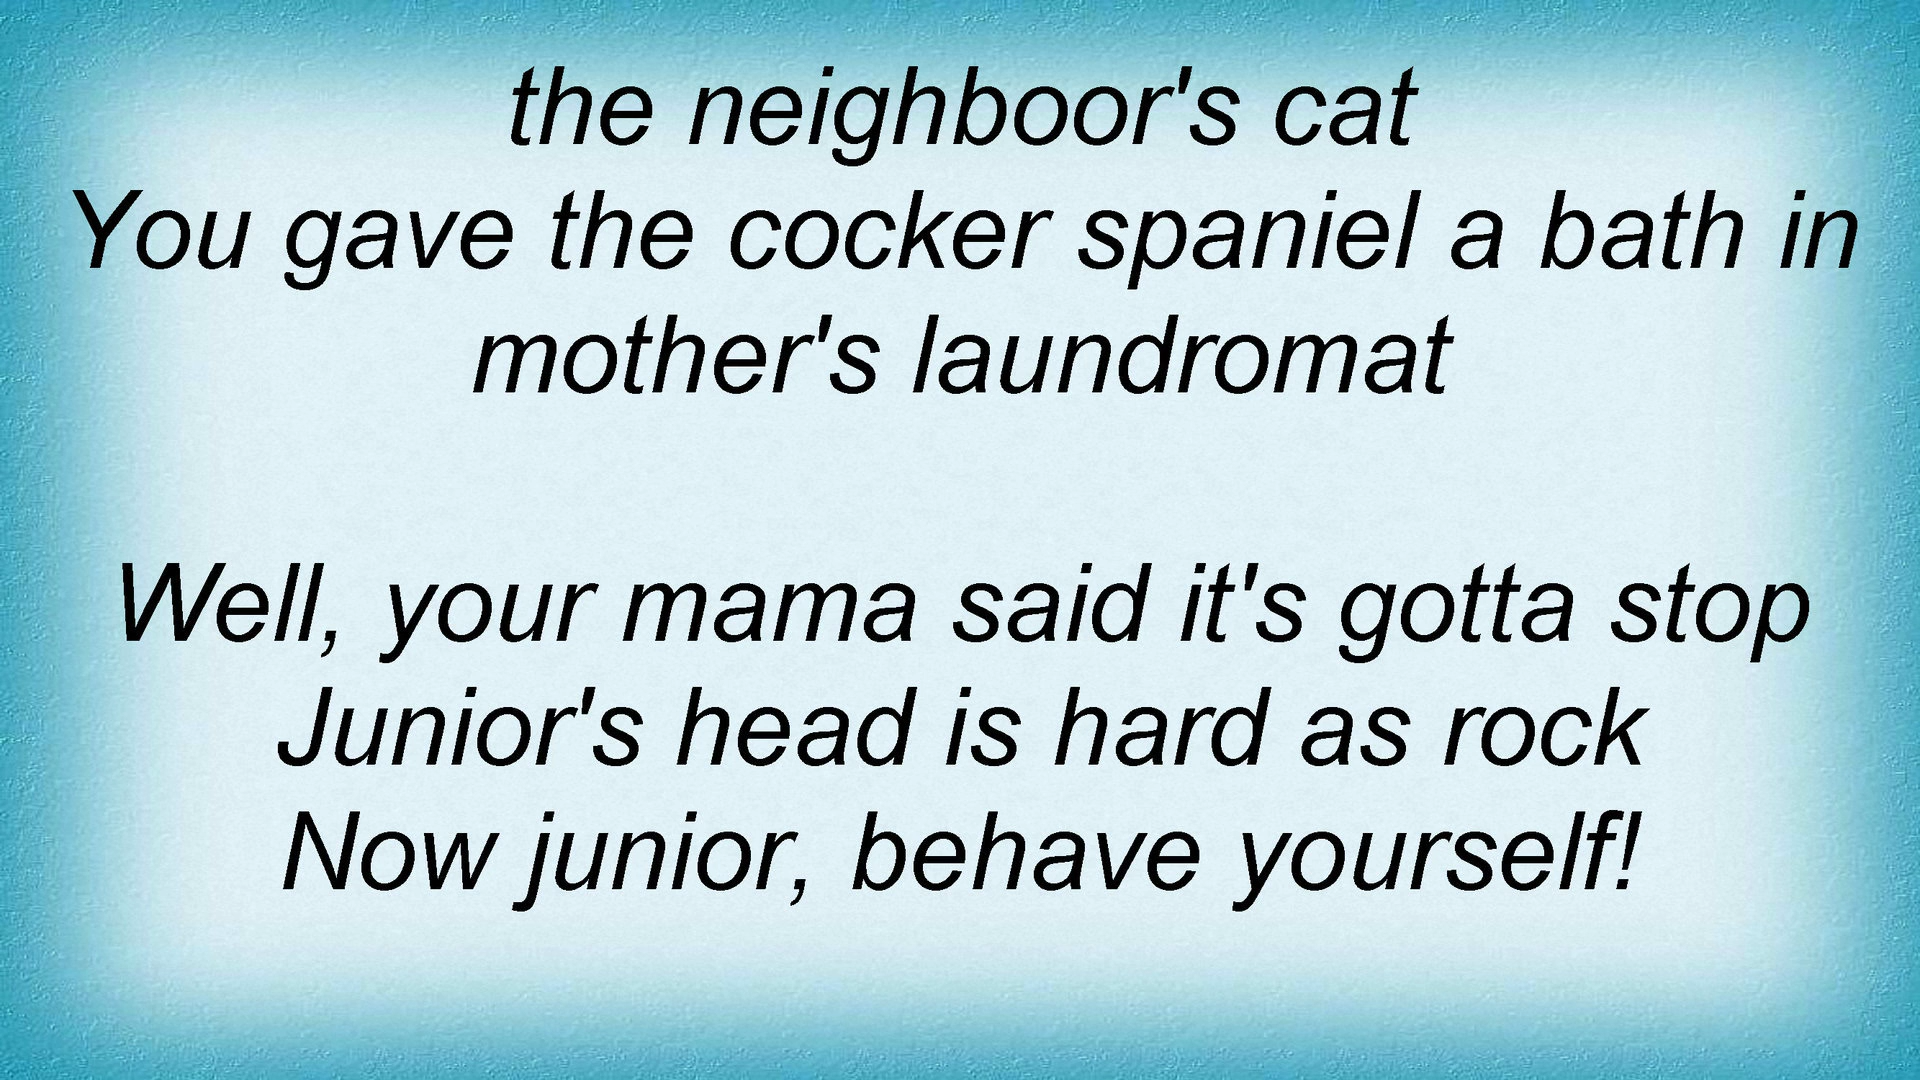 the neighboor's cat
You gave the cocker spaniel a bath in
mother's laundromat
Well, your mama said it's gotta stop
Junior's head is hard as rock
Now junior, behave yourself!